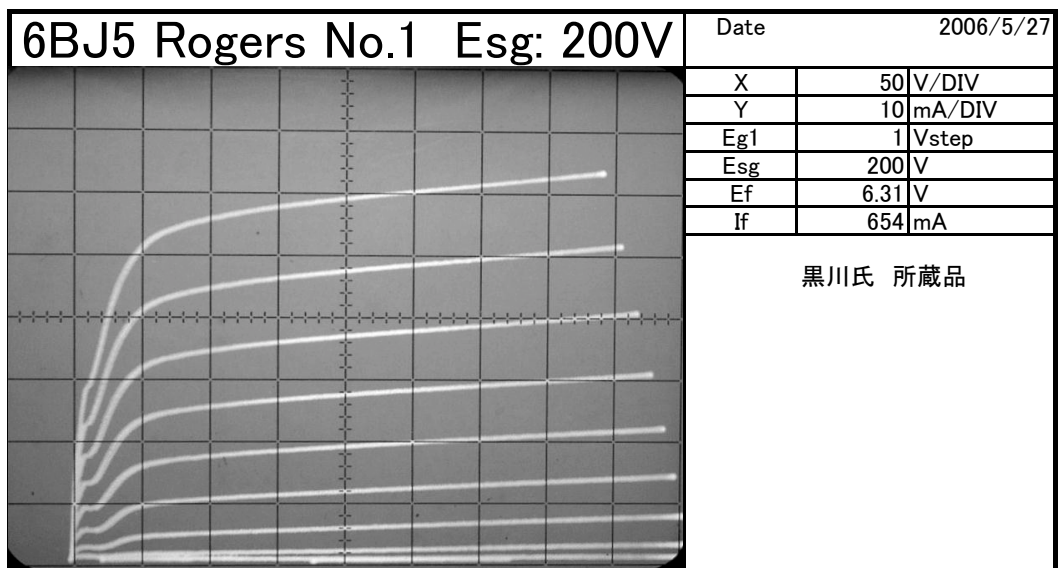 6BJ5 Rogers No.1 Esg: 200V
Date 2006/5/27
X 50 V/DIV
Y 10 mA/DIV
Eg1 1 Vstep
Esg 200 V
Ef 6.31 V
If 654 mA
黒川氏 所蔵品